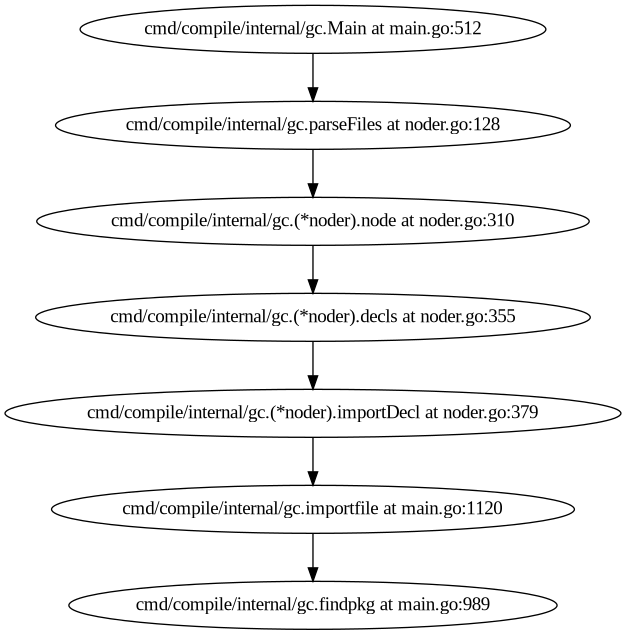 cmd/compile/internal/gc.Main at main.go:512
cmd/compile/internal/gc.parseFiles at noder.go:128
cmd/compile/internal/gc.(*noder).node at noder.go:310
cmd/compile/internal/gc.(*noder).decls at noder.go:355
cmd/compile/internal/gc.(*noder).importDecl at noder.go:379
cmd/compile/internal/gc.importfile at main.go:1120
cmd/compile/internal/gc.findpkg at main.go:989